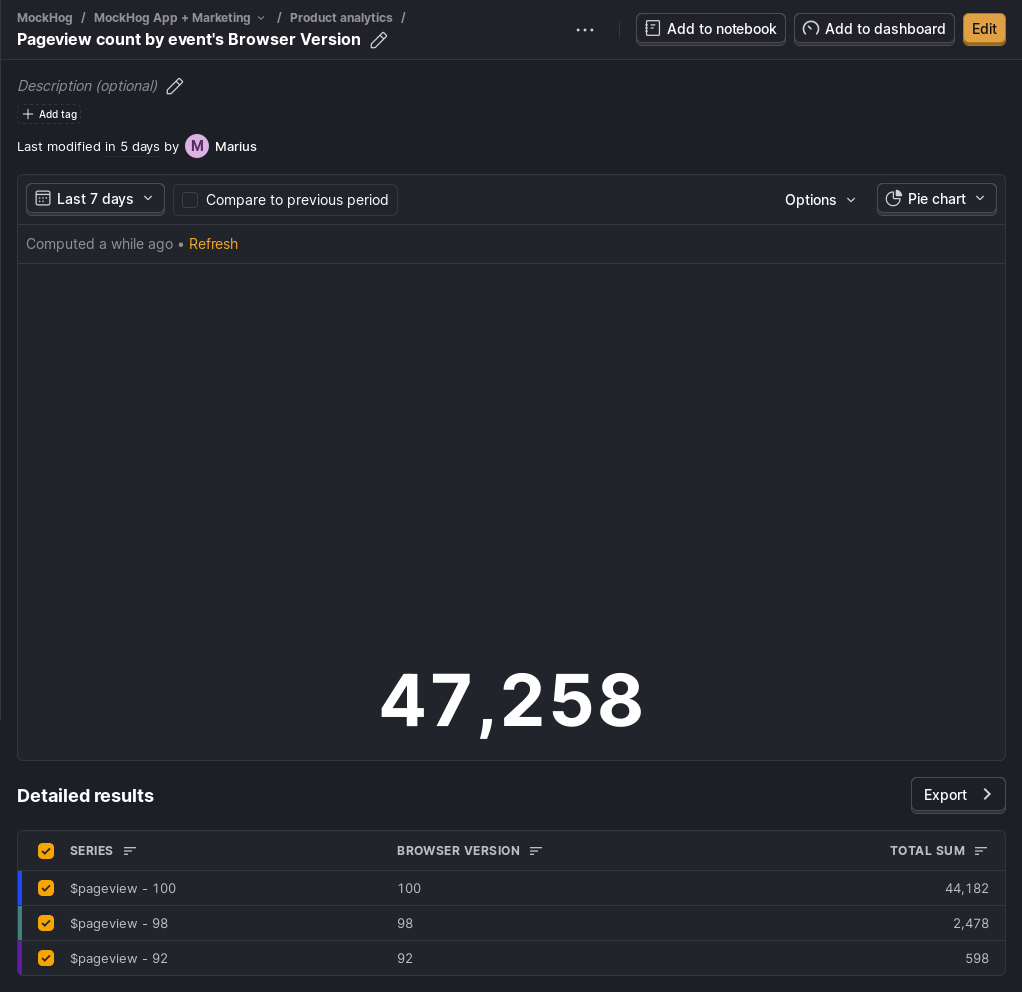 MockHog / MockHog App + Marketing / Product analytics /
Pageview count by event's Browser Version
Add to notebook
Add to dashboard
Edit
Description (optional)
Add tag
Last modified in 5 days by M Marius
Last 7 days
Compare to previous period
Options
Pie chart
Computed a while ago • Refresh
47,258
Detailed results
Export
SERIES BROWSER VERSION TOTAL SUM
$pageview - 100 100 44,182
$pageview - 98 98 2,478
$pageview - 92 92 598